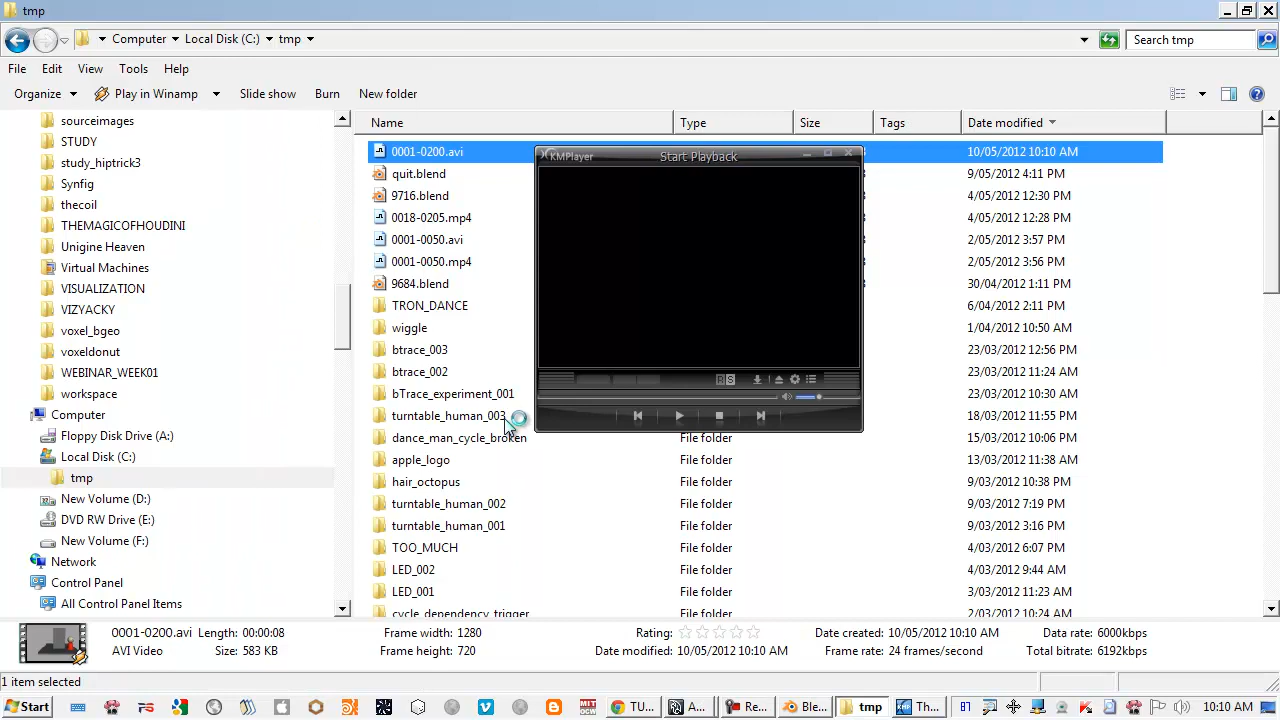 tmp
Computer Local Disk (C:) tmp
Search tmp
File Edit View Tools Help
Organize Play in Winamp Slide show Burn New folder
Name Type Size Tags Date modified
sourceimages
STUDY
study_hiptrick3
Synfig
thecoil
THEMAGICOFHOUDINI
Unigine Heaven
Virtual Machines
VISUALIZATION
VIZYACKY
voxel_bgeo
voxeldonut
WEBINAR_WEEK01
workspace
Computer
Floppy Disk Drive (A:)
Local Disk (C:)
tmp
New Volume (D:)
DVD RW Drive (E:)
New Volume (F:)
Network
Control Panel
All Control Panel Items
0001-0200.avi 10/05/2012 10:10 AM
quit.blend 9/05/2012 4:11 PM
9716.blend 4/05/2012 12:30 PM
0018-0205.mp4 4/05/2012 12:28 PM
0001-0050.avi 2/05/2012 3:57 PM
0001-0050.mp4 2/05/2012 3:56 PM
9684.blend 30/04/2012 1:11 PM
TRON_DANCE 6/04/2012 2:11 PM
wiggle 1/04/2012 10:50 AM
btrace_003 23/03/2012 12:56 PM
btrace_002 23/03/2012 11:24 AM
bTrace_experiment_001 23/03/2012 10:30 AM
turntable_human_003 18/03/2012 11:55 PM
dance_man_cycle_broken File folder 15/03/2012 10:06 PM
apple_logo File folder 13/03/2012 11:38 AM
hair_octopus File folder 9/03/2012 10:38 PM
turntable_human_002 File folder 9/03/2012 7:19 PM
turntable_human_001 File folder 9/03/2012 3:16 PM
TOO_MUCH File folder 4/03/2012 6:07 PM
LED_002 File folder 4/03/2012 9:44 AM
LED_001 File folder 3/03/2012 11:23 AM
cycle_dependency_trigger File folder 2/03/2012 10:24 AM
KMPlayer Start Playback
0001-0200.avi Length: 00:00:08 Frame width: 1280 Rating: Date created: 10/05/2012 10:10 AM Data rate: 6000kbps
AVI Video Size: 583 KB Frame height: 720 Date modified: 10/05/2012 10:10 AM Frame rate: 24 frames/second Total bitrate: 6192kbps
1 item selected
Start TU... A... Re... Ble... tmp Th... 10:10 AM